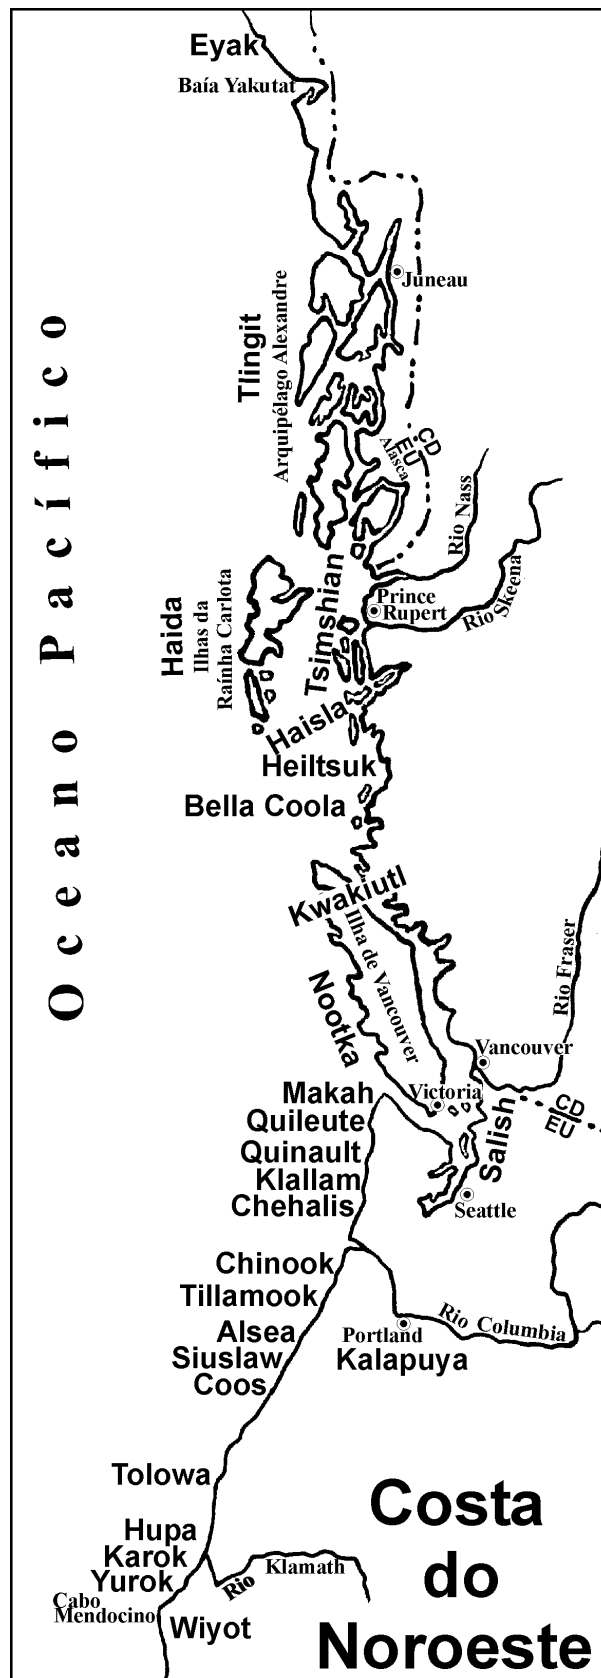 Eyak
Baía Yakutat
Juneau
Tlingit
Arquipélago Alexandre
Oceano Pacífico
CD
EU
Alasca
Rio Nass
Rio Skeena
Prince
Rupert
Tsimshian
Haida
Ilhas da
Raínha Carlota
Haisla
Heiltsuk
Bella Coola
Kwakiutl
Ilha de Vancouver
Nootka
Rio Fraser
Vancouver
Victoria
CD
EU
Makah
Quileute
Quinault
Klallam
Chehalis
Salish
Seattle
Chinook
Tillamook
Alsea
Siuslaw
Coos
Portland
Rio Columbia
Kalapuya
Tolowa
Hupa
Karok
Yurok
Rio Klamath
Cabo
Mendocino
Wiyot
Costa
do
Noroeste